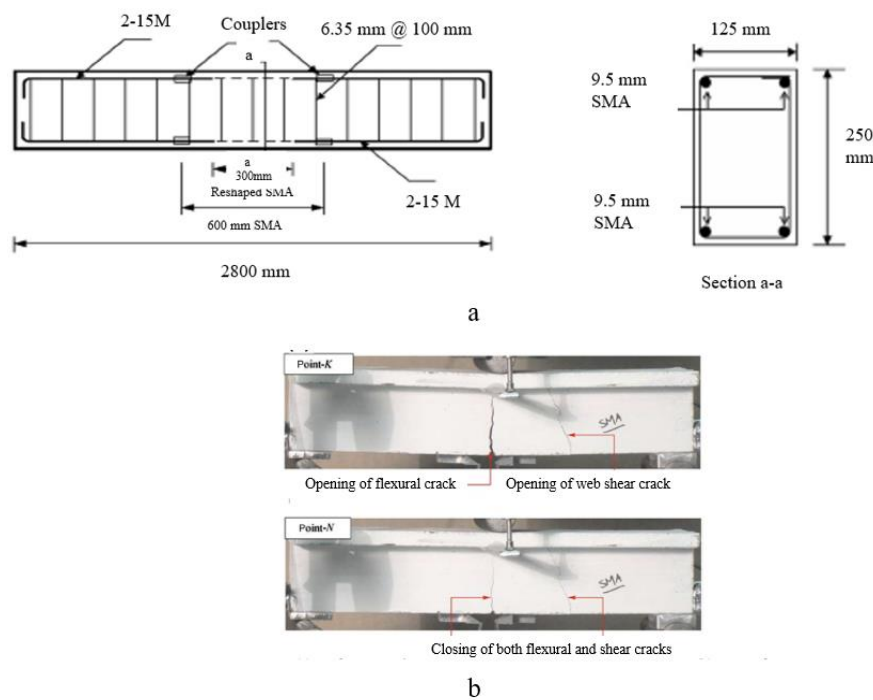 2-15M
Couplers
6.35 mm @ 100 mm
a
a
300mm
Reshaped SMA
600 mm SMA
2-15 M
2800 mm
125 mm
9.5 mm
SMA
250
mm
9.5 mm
SMA
Section a-a
a
Point-K
SMA
Opening of flexural crack
Opening of web shear crack
Point-N
SMA
Closing of both flexural and shear cracks
b